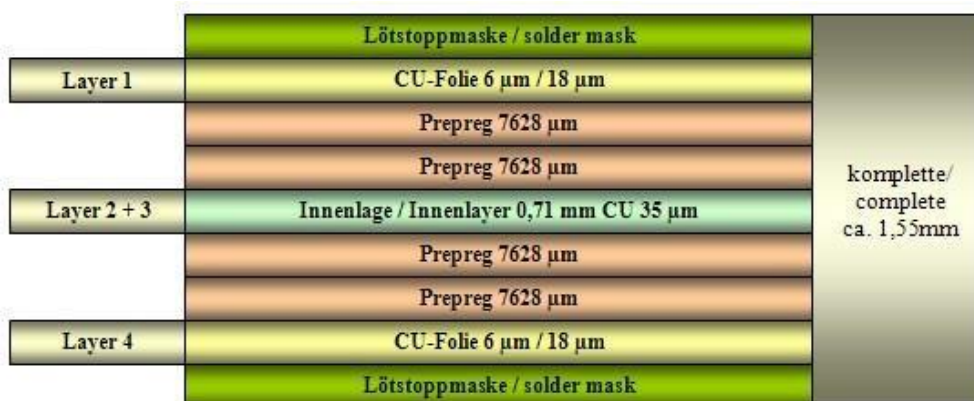 Lötstoppmaske / solder mask
Layer 1
CU-Folie 6 µm / 18 µm
Prepreg 7628 µm
Prepreg 7628 µm
Layer 2 + 3
Innenlage / Innenlayer 0,71 mm CU 35 µm
Prepreg 7628 µm
Prepreg 7628 µm
Layer 4
CU-Folie 6 µm / 18 µm
Lötstoppmaske / solder mask
komplette/
complete
ca. 1,55mm